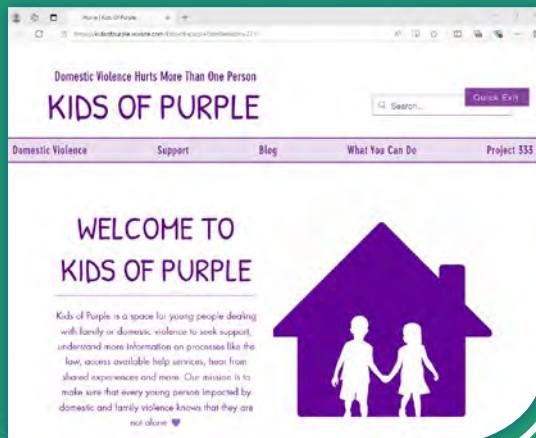 Home | Kids Of Purple
Domestic Violence Hurts More Than One Person
KIDS OF PURPLE
Search...
Quick Exit
Domestic Violence Support Blog What You Can Do Project 333
WELCOME TO
KIDS OF PURPLE
Kids of Purple is a space for young people dealing
with family or domestic violence to seek support,
understand more information on processes like the
law, access available help services, hear from
shared experiences and more. Our mission is to
make sure that every young person impacted by
domestic and family violence knows that they are
not alone 💜